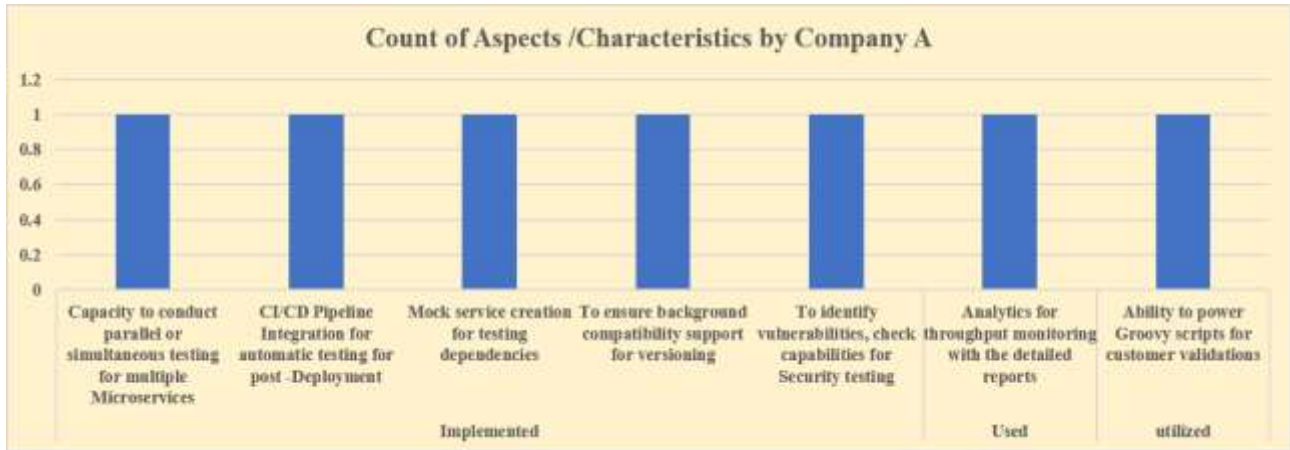 Count of Aspects /Characteristics by Company A
1.2
1
0.8
0.6
0.4
0.2
0
Capacity to conduct
parallel or
simultaneous testing
for multiple
Microservices
CI/CD Pipeline
Integration for
automatic testing for
post -Deployment
Mock service creation
for testing
dependencies
To ensure background
compatibility support
for versioning
To identify
vulnerabilities, check
capabilities for
Security testing
Analytics for
throughput monitoring
with the detailed
reports
Ability to power
Groovy scripts for
customer validations
Implemented
Used
utilized